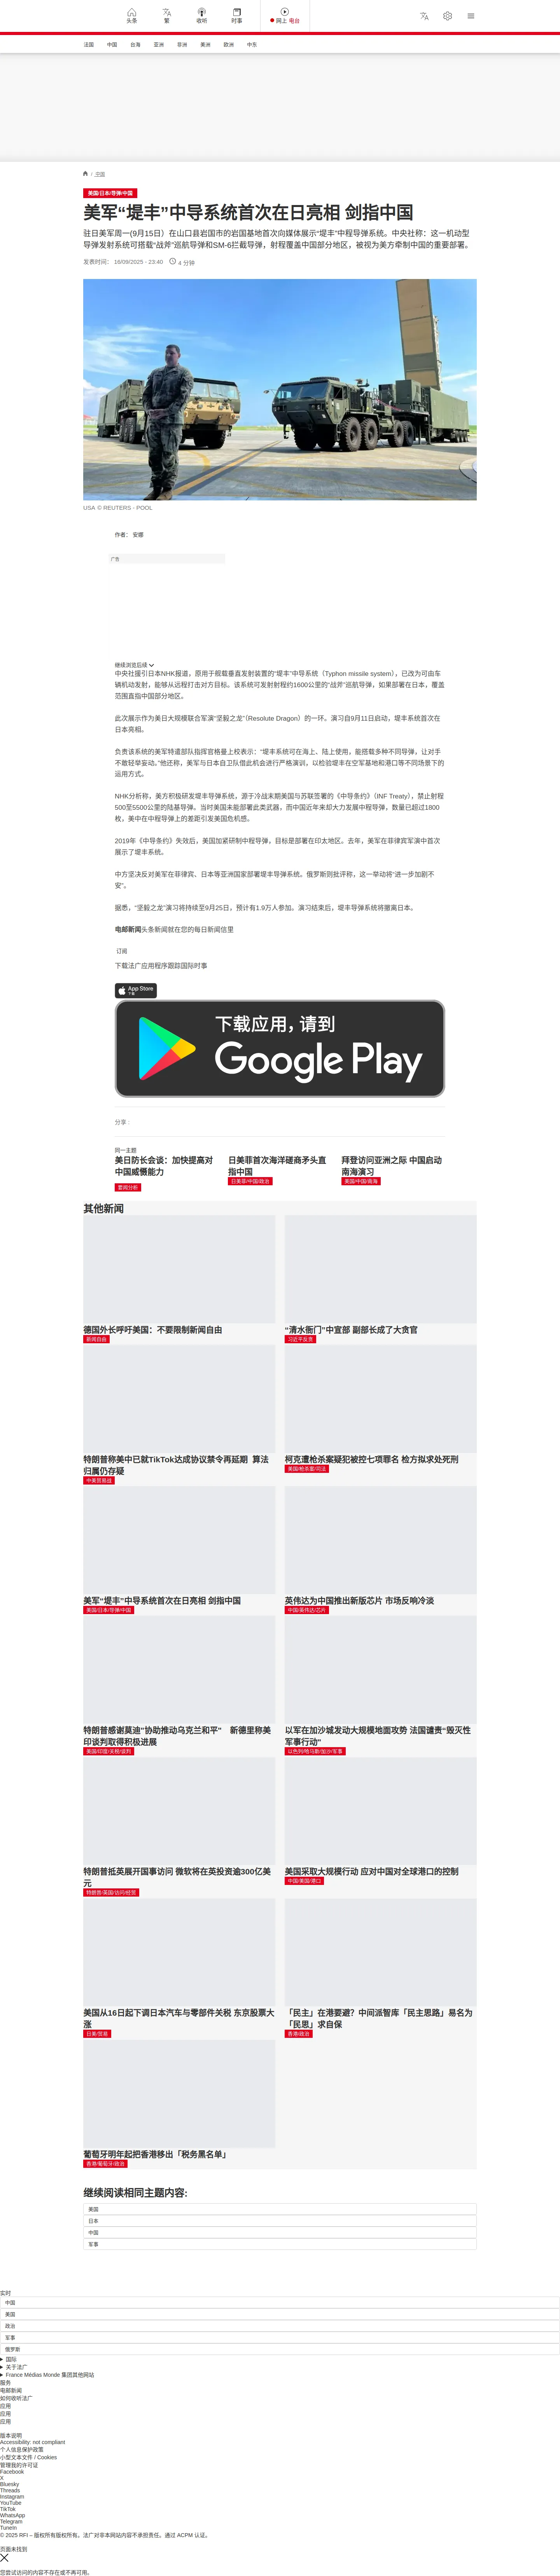 头条
繁
收听
时事
网上 电台
法国
中国
台海
亚洲
非洲
美洲
欧洲
中东
/ 中国
美国/日本/导弹/中国
美军“堤丰”中导系统首次在日亮相 剑指中国
驻日美军周一(9月15日）在山口县岩国市的岩国基地首次向媒体展示“堤丰”中程导弹系统。中央社称：这一机动型
导弹发射系统可搭载“战斧”巡航导弹和SM-6拦截导弹，射程覆盖中国部分地区，被视为美方牵制中国的重要部署。
发表时间： 16/09/2025 - 23:40
4 分钟
USA © REUTERS - POOL
作者： 安娜
广告
继续浏览后续
中央社援引日本NHK报道，原用于舰载垂直发射装置的“堤丰”中导系统（Typhon missile system），已改为可由车
辆机动发射，能够从远程打击对方目标。该系统可发射射程约1600公里的“战斧”巡航导弹，如果部署在日本，覆盖
范围直指中国部分地区。
此次展示作为美日大规模联合军演“坚毅之龙”（Resolute Dragon）的一环。演习自9月11日启动，堤丰系统首次在
日本亮相。
负责该系统的美军特遣部队指挥官格曼上校表示：“堤丰系统可在海上、陆上使用，能搭载多种不同导弹，让对手
不敢轻举妄动。”他还称，美军与日本自卫队借此机会进行严格演训，以检验堤丰在空军基地和港口等不同场景下的
运用方式。
NHK分析称，美方积极研发堤丰导弹系统，源于冷战末期美国与苏联签署的《中导条约》（INF Treaty），禁止射程
500至5500公里的陆基导弹。当时美国未能部署此类武器，而中国近年来却大力发展中程导弹，数量已超过1800
枚，美中在中程导弹上的差距引发美国危机感。
2019年《中导条约》失效后，美国加紧研制中程导弹，目标是部署在印太地区。去年，美军在菲律宾军演中首次
展示了堤丰系统。
中方坚决反对美军在菲律宾、日本等亚洲国家部署堤丰导弹系统。俄罗斯则批评称，这一举动将“进一步加剧不
安”。
据悉，“坚毅之龙”演习将持续至9月25日，预计有1.9万人参加。演习结束后，堤丰导弹系统将撤离日本。
电邮新闻头条新闻就在您的每日新闻信里
订阅
下载法广应用程序跟踪国际时事
App Store
下载
下载应用，请到
Google Play
分享 :
同一主题
美日防长会谈：加快提高对
中国威慑能力
要闻分析
日美菲首次海洋磋商矛头直
指中国
日美菲/中国/政治
拜登访问亚洲之际 中国启动
南海演习
美国/中国/南海
其他新闻
德国外长呼吁美国：不要限制新闻自由
新闻自由
“清水衙门”中宣部 副部长成了大贪官
习近平反贪
特朗普称美中已就TikTok达成协议禁令再延期 算法
归属仍存疑
中美贸易战
柯克遭枪杀案疑犯被控七项罪名 检方拟求处死刑
美国/枪杀案/司法
美军“堤丰”中导系统首次在日亮相 剑指中国
美国/日本/导弹/中国
英伟达为中国推出新版芯片 市场反响冷淡
中国/英伟达/芯片
特朗普感谢莫迪"协助推动乌克兰和平" 新德里称美
印谈判取得积极进展
美国/印度/关税/谈判
以军在加沙城发动大规模地面攻势 法国谴责“毁灭性
军事行动”
以色列/哈马斯/加沙/军事
特朗普抵英展开国事访问 微软将在英投资逾300亿美
元
特朗普/英国/访问/经贸
美国采取大规模行动 应对中国对全球港口的控制
中国/美国/港口
美国从16日起下调日本汽车与零部件关税 东京股票大
涨
日美/贸易
「民主」在港要避？中间派智库「民主思路」易名为
「民思」求自保
香港/政治
葡萄牙明年起把香港移出「税务黑名单」
香港/葡萄牙/政治
继续阅读相同主题内容:
美国
日本
中国
军事
实时
中国
美国
政治
军事
俄罗斯
国际
关于法广
France Médias Monde 集团其他网站
服务
电邮新闻
如何收听法广
应用
应用
应用
版本说明
Accessibility: not compliant
个人信息保护政策
小型文本文件 / Cookies
管理我的许可证
Facebook
X
Bluesky
Threads
Instagram
YouTube
TikTok
WhatsApp
Telegram
TuneIn
© 2025 RFI – 版权所有版权所有。法广对非本网站内容不承担责任。通过 ACPM 认证。
页面未找到
您尝试访问的内容不存在或不再可用。